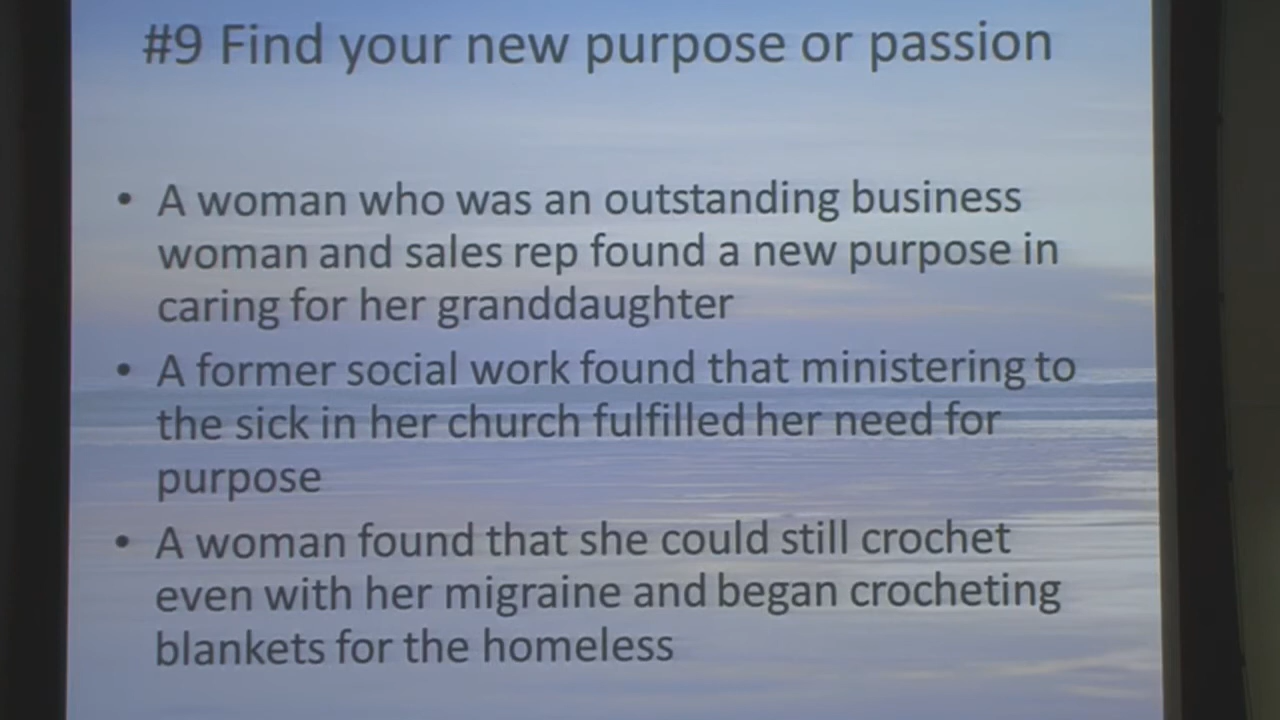 #9 Find your new purpose or passion
• A woman who was an outstanding business
woman and sales rep found a new purpose in
caring for her granddaughter
• A former social work found that ministering to
the sick in her church fulfilled her need for
purpose
• A woman found that she could still crochet
even with her migraine and began crocheting
blankets for the homeless